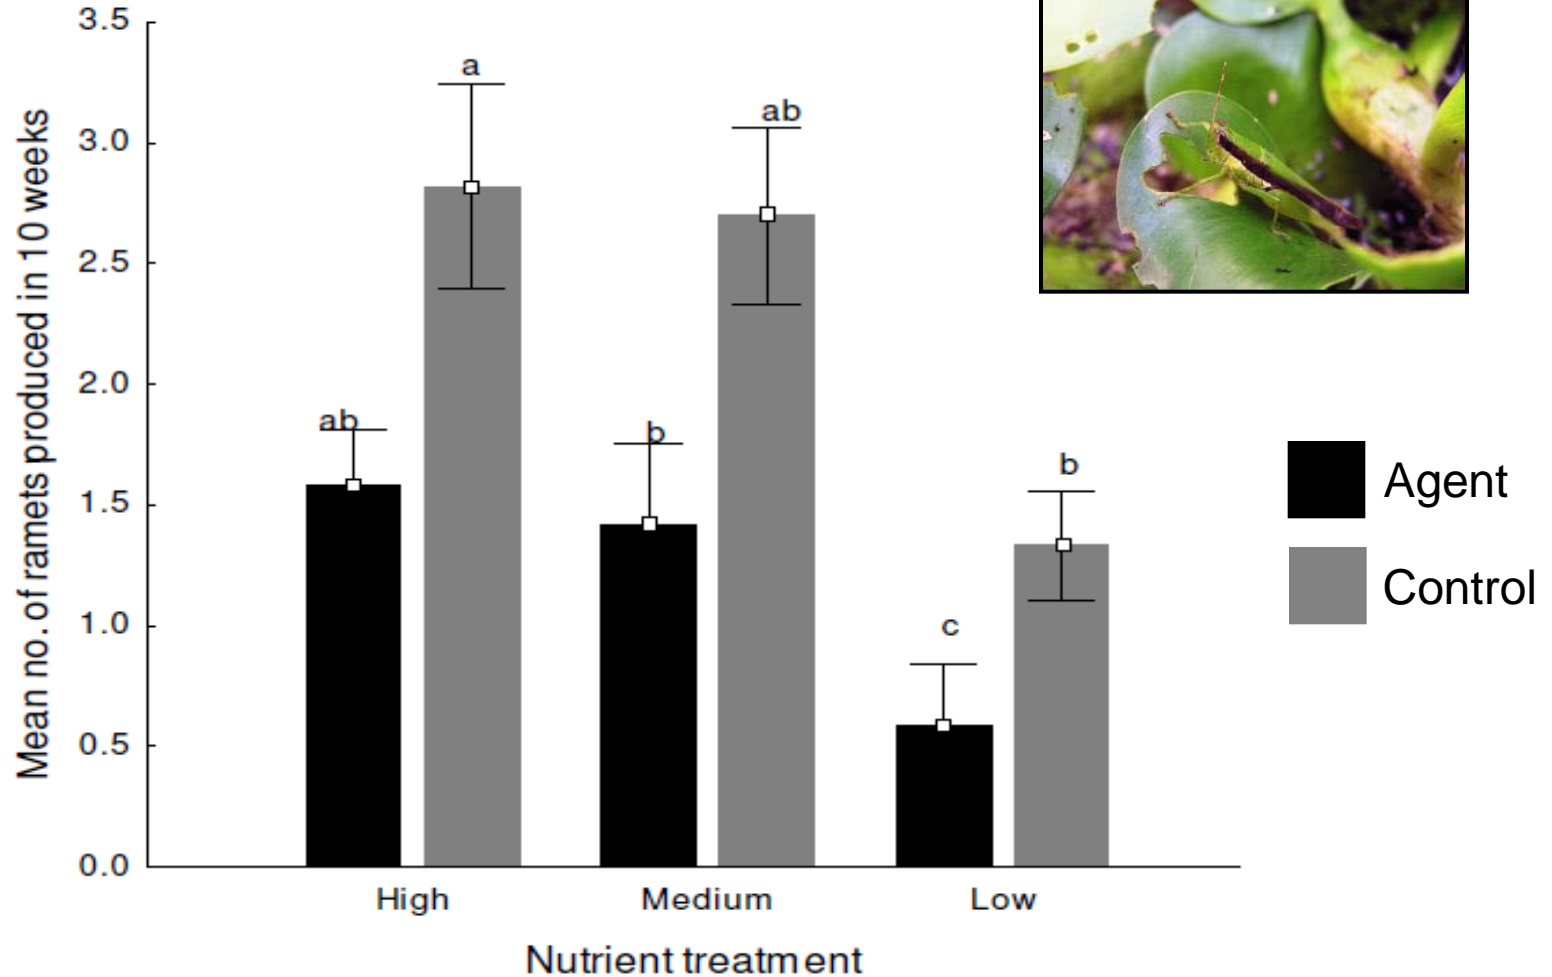 Mean no. of ramets produced in 10 weeks
3.5
3.0
2.5
2.0
1.5
1.0
0.5
0.0
a
ab
ab
b
b
c
Agent
Control
High Medium Low
Nutrient treatment